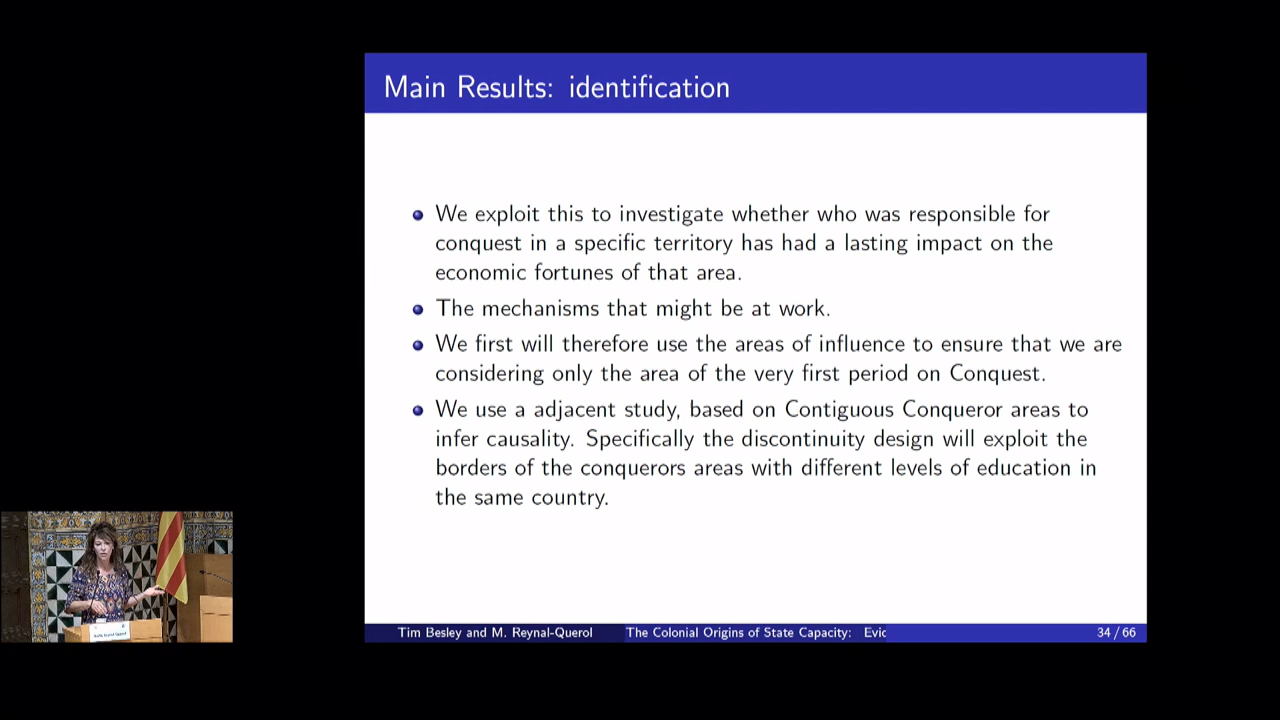 Main Results: identification
We exploit this to investigate whether who was responsible for
conquest in a specific territory has had a lasting impact on the
economic fortunes of that area.
The mechanisms that might be at work.
We first will therefore use the areas of influence to ensure that we are
considering only the area of the very first period on Conquest.
We use a adjacent study, based on Contiguous Conqueror areas to
infer causality. Specifically the discontinuity design will exploit the
borders of the conquerors areas with different levels of education in
the same country.
Tim Besley and M. Reynal-Querol
The Colonial Origins of State Capacity: Evic
34 / 66